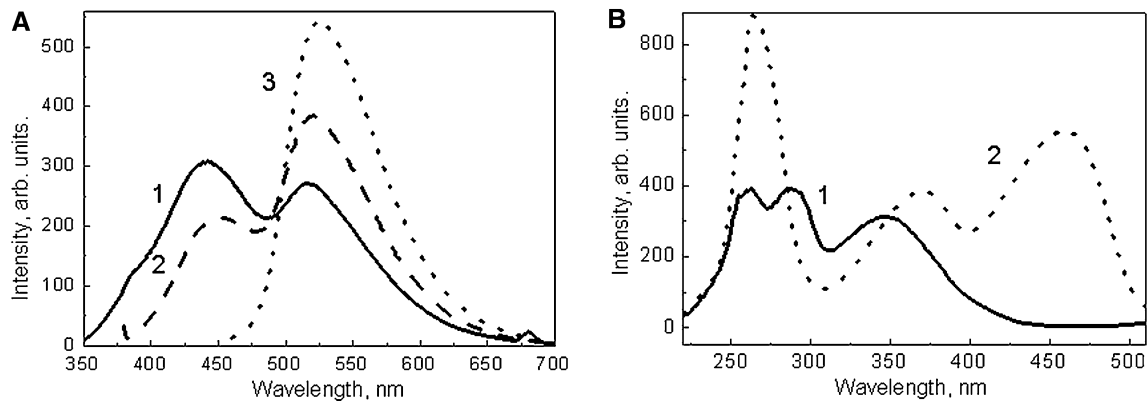 A
500
400
300
200
100
0
Intensity, arb. units.
1
2
3
350 400 450 500 550 600 650 700
Wavelength, nm
B
800
600
400
200
0
Intensity, arb. units.
1
2
250 300 350 400 450 500
Wavelength, nm